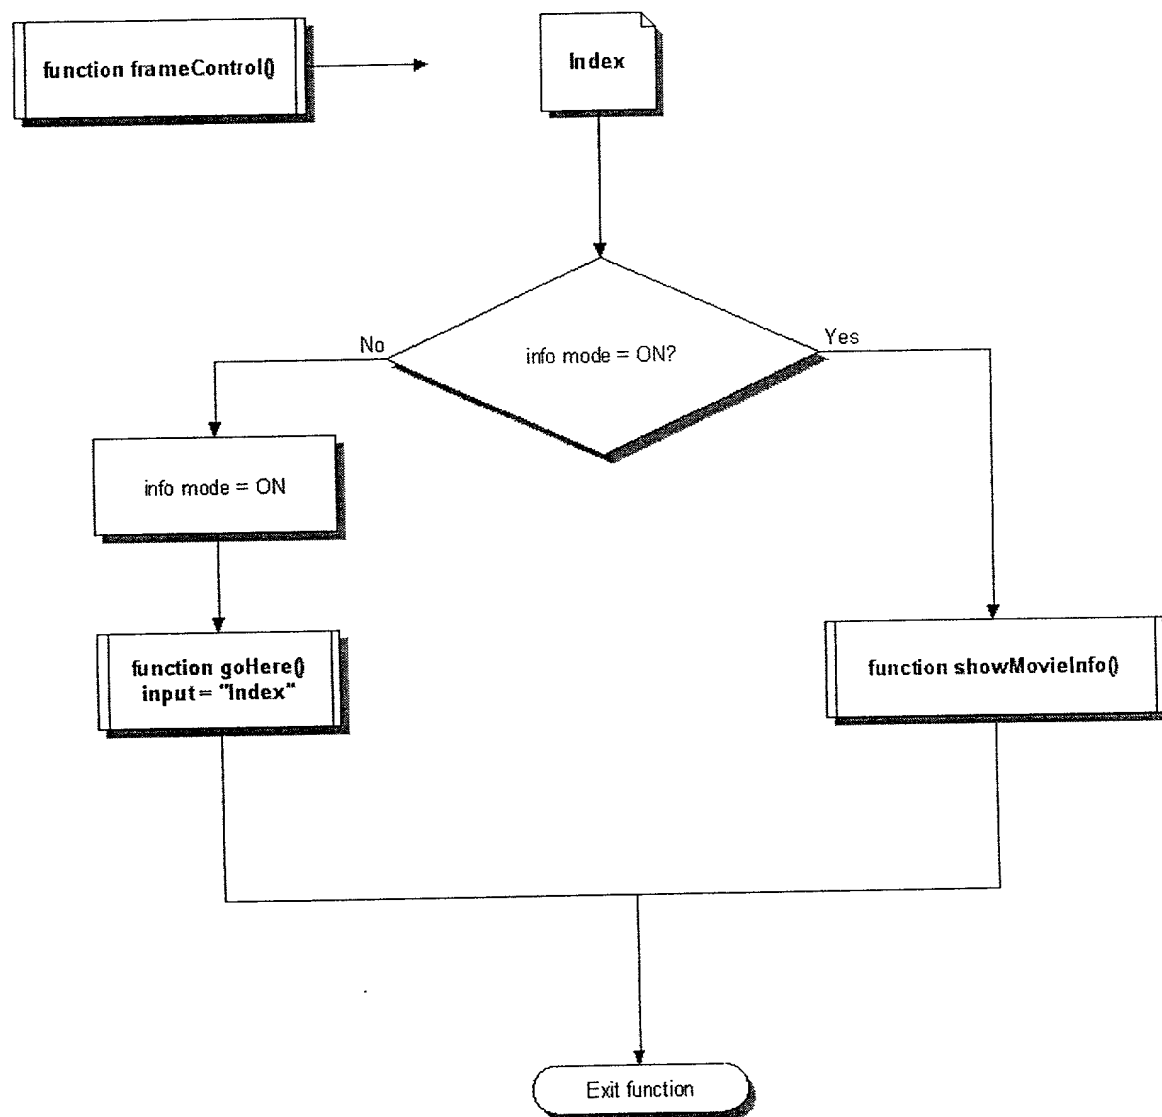 function frameControl()
Index
No
Yes
info mode = ON?
info mode = ON
function goHere()
input = "Index"
function showMovieInfo()
Exit function